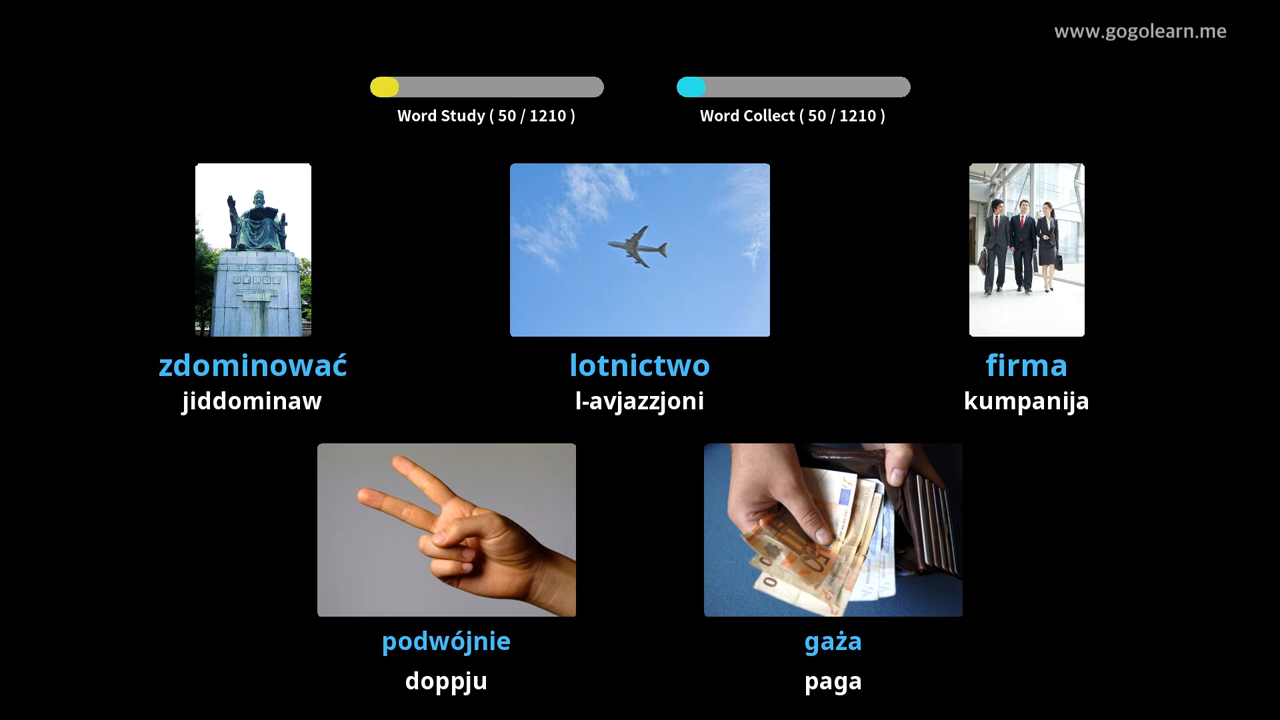 www.gogolearn.me
Word Study ( 50 / 1210 )
Word Collect ( 50 / 1210 )
zdominować
lotnictwo
firma
jiddominaw
l-avjazzjoni
kumpanija
podwójnie
gaża
doppju
paga